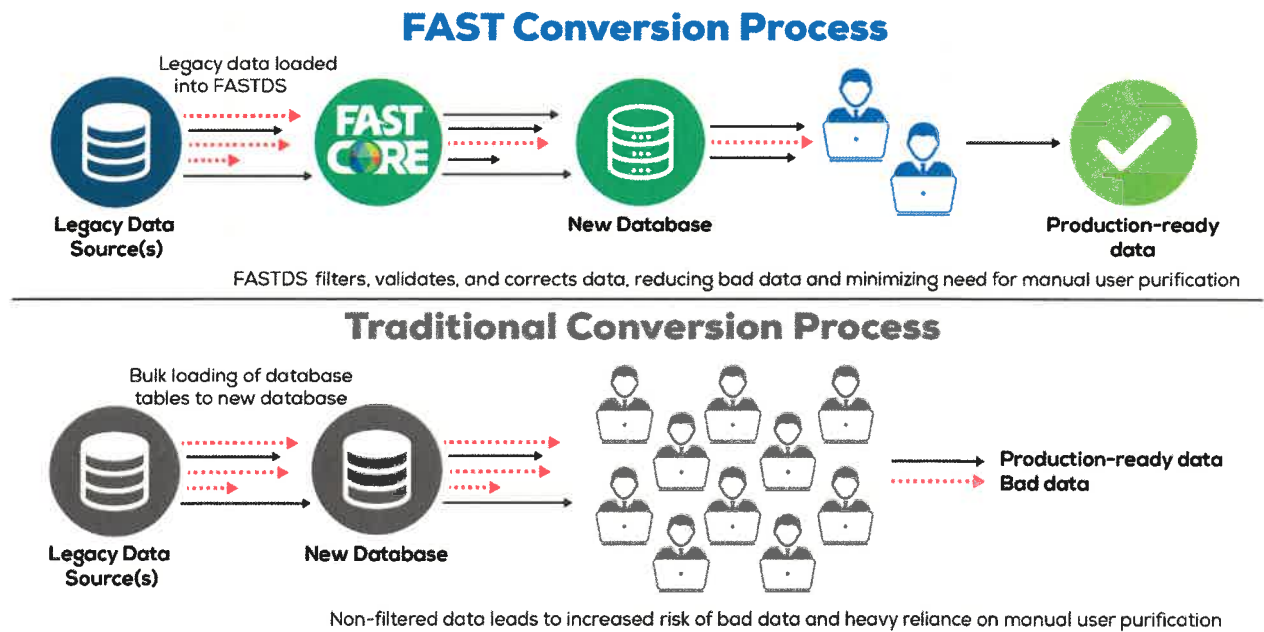 FAST Conversion Process
Legacy data loaded
into FASTDS
FAST
CORE
Legacy Data
Source(s)
New Database
Production-ready
data
FASTDS filters, validates, and corrects data, reducing bad data and minimizing need for manual user purification
Traditional Conversion Process
Bulk loading of database
tables to new database
Legacy Data
Source(s)
New Database
Production-ready data
Bad data
Non-filtered data leads to increased risk of bad data and heavy reliance on manual user purification